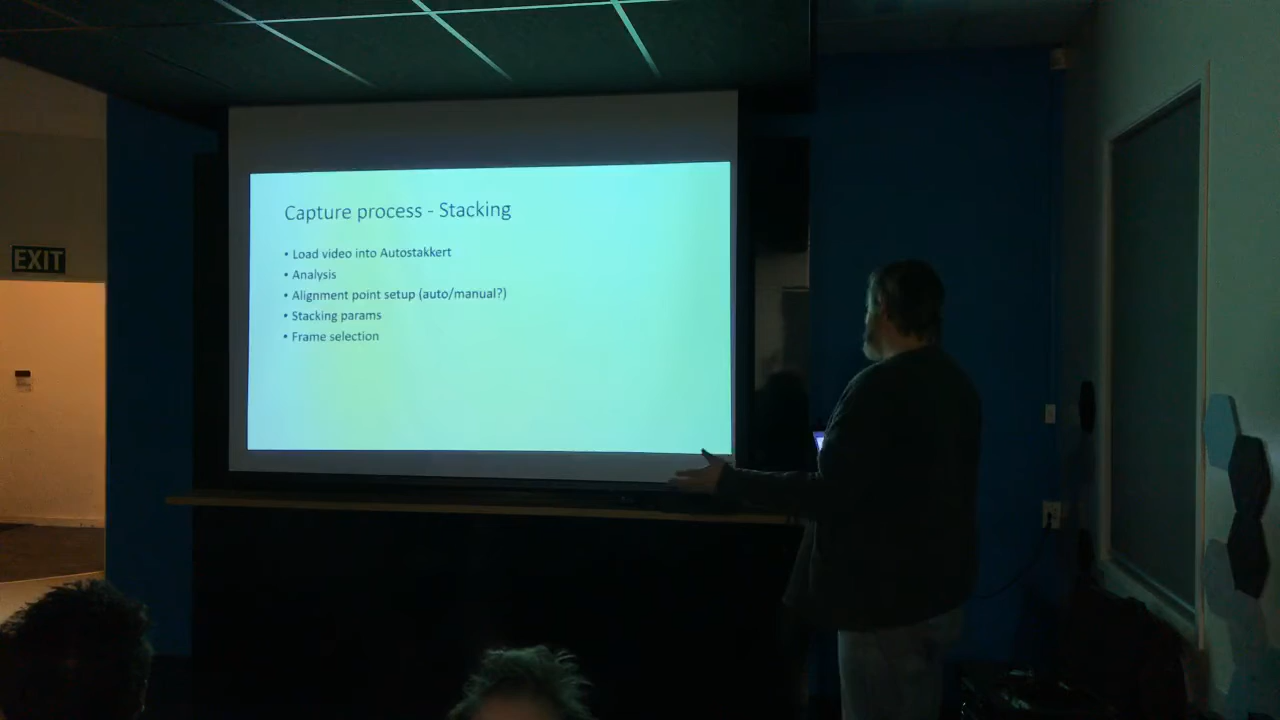 Capture process - Stacking
• Load video into Autostakkert
• Analysis
• Alignment point setup (auto/manual?)
• Stacking params
• Frame selection
EXIT